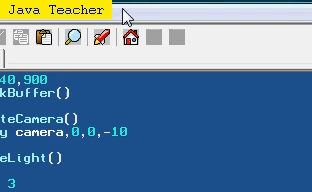 Java Teacher
40,900
kBuffer()
teCamera()
y camera,0,0,-10
eLight()
3